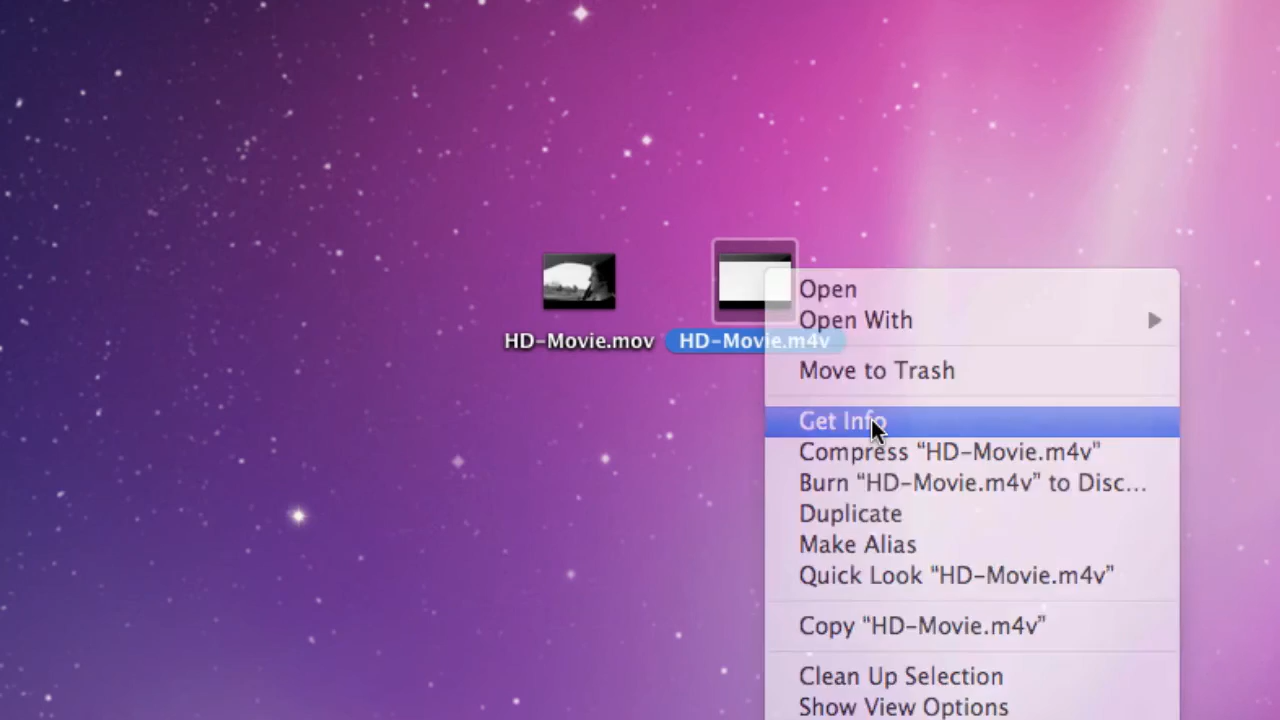 HD-Movie.mov
HD-Movie.m4v
Open
Open With
Move to Trash
Get Info
Compress “HD-Movie.m4v”
Burn “HD-Movie.m4v” to Disc…
Duplicate
Make Alias
Quick Look “HD-Movie.m4v”
Copy “HD-Movie.m4v”
Clean Up Selection
Show View Options